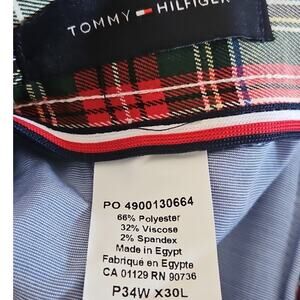 TOMMY HILFIGER
PO 4900130664
66% Polyester
32% Viscose
2% Spandex
Made in Egypt
Fabriqué en Egypte
CA 01129 RN 90736
P34W X30L